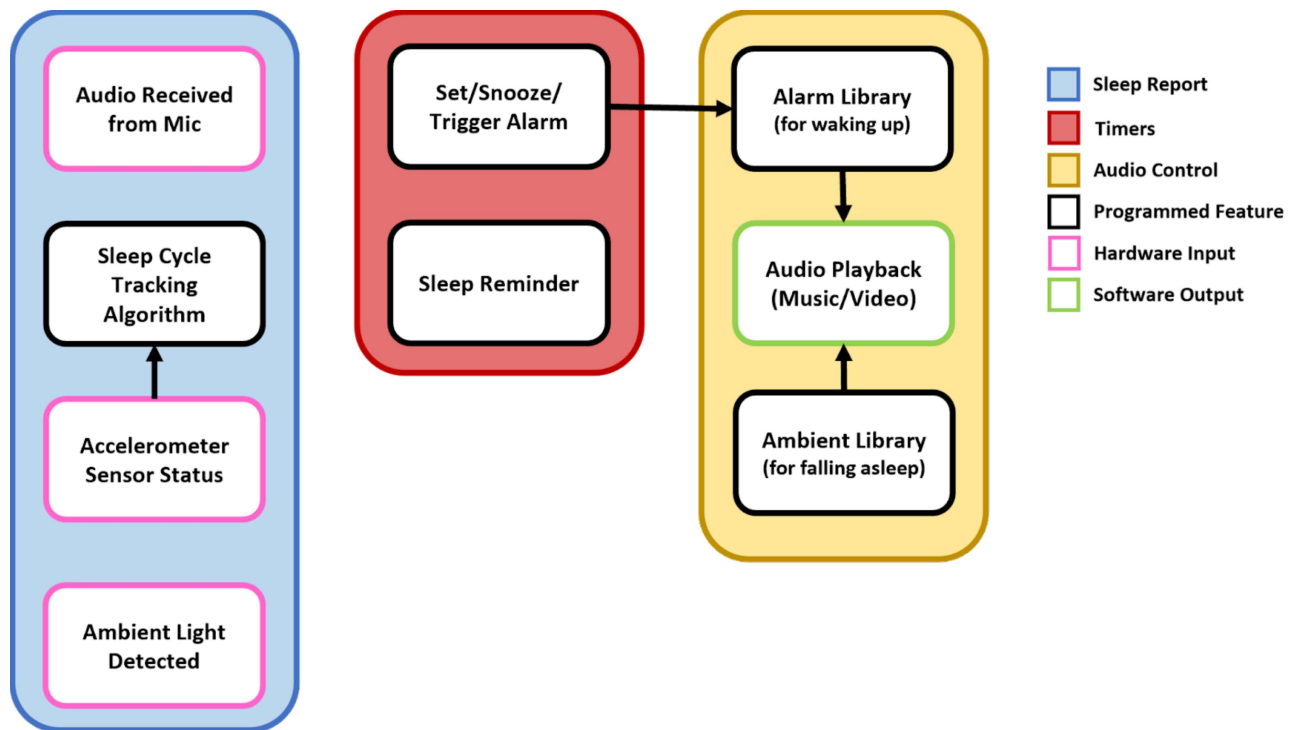 Audio Received
from Mic
Sleep Cycle
Tracking
Algorithm
Accelerometer
Sensor Status
Ambient Light
Detected
Set/Snooze/
Trigger Alarm
Sleep Reminder
Alarm Library
(for waking up)
Audio Playback
(Music/Video)
Ambient Library
(for falling asleep)
Sleep Report
Timers
Audio Control
Programmed Feature
Hardware Input
Software Output